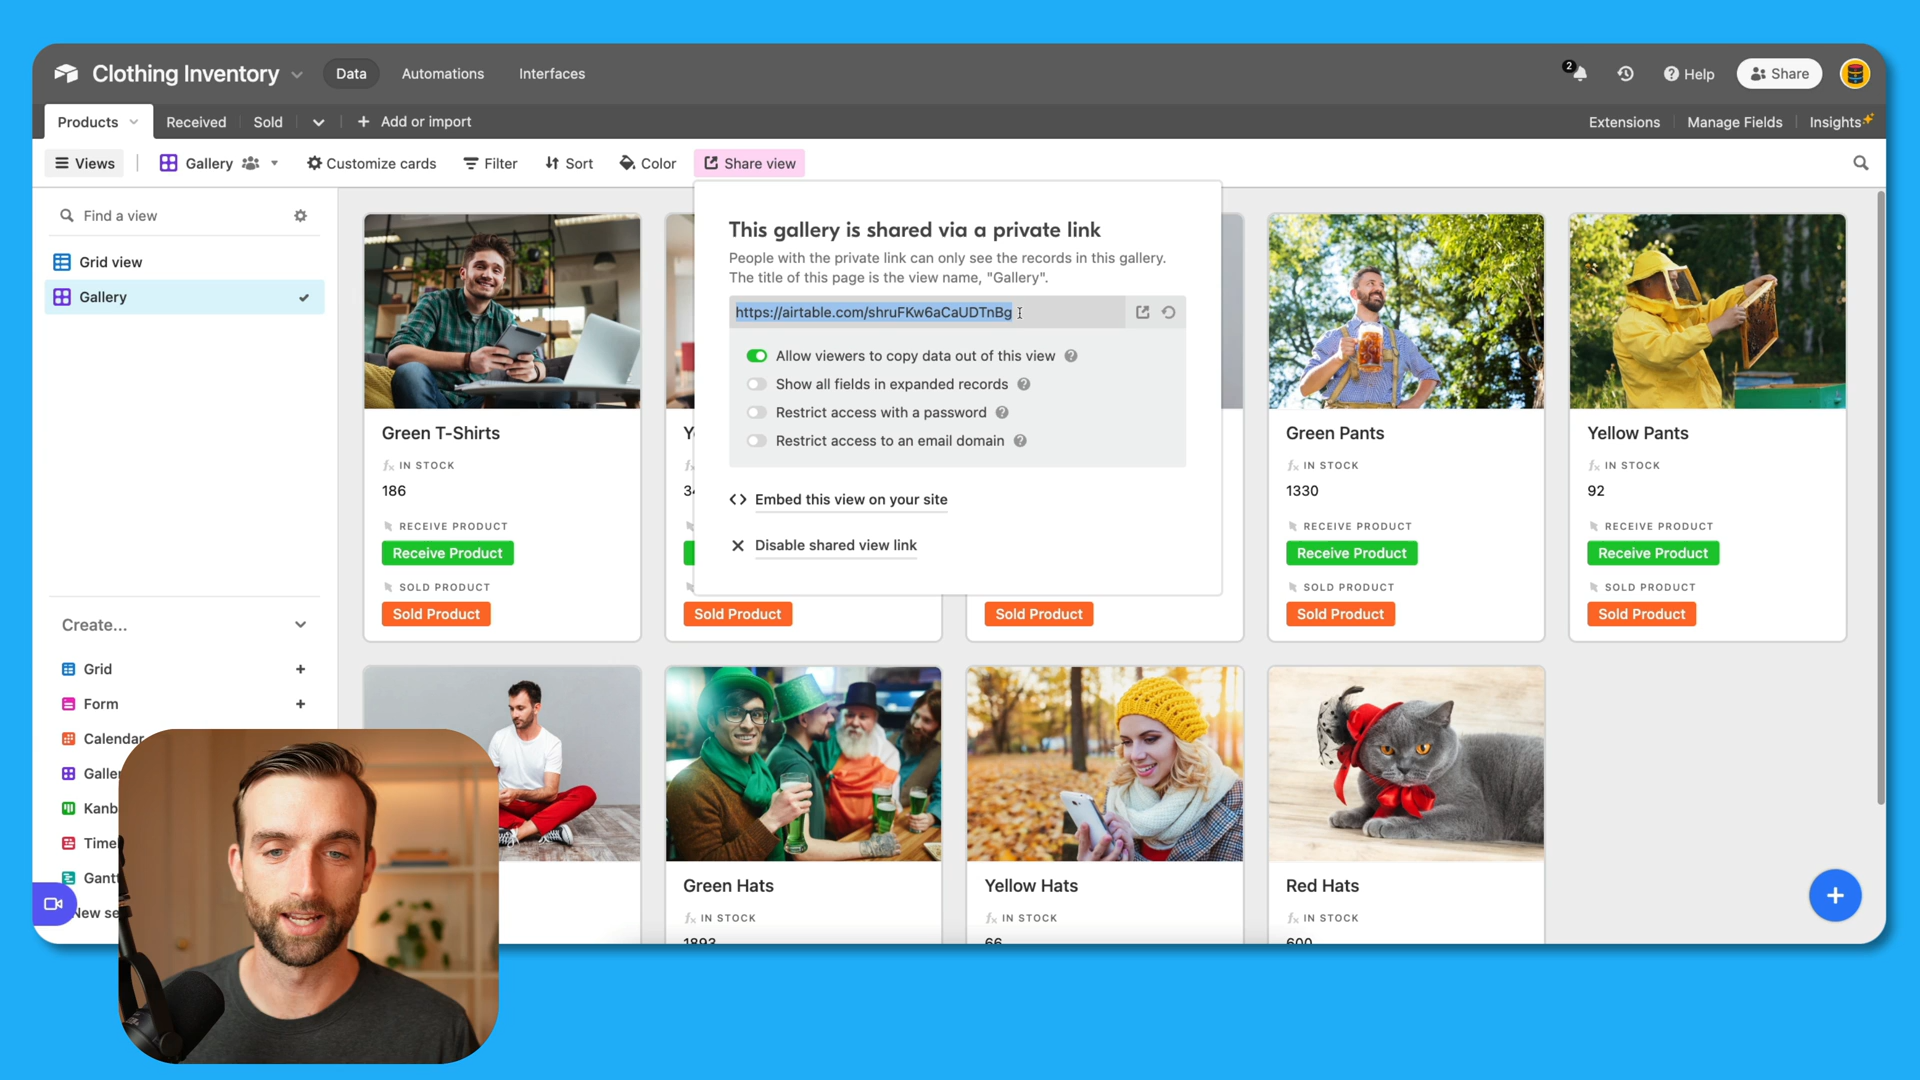 Clothing Inventory
Data
Automations
Interfaces
2
Help
Share
Products
Received
Sold
Add or import
Extensions
Manage Fields
Insights
Views
Gallery
Customize cards
Filter
Sort
Color
Share view
Find a view
Grid view
Gallery
Create...
Grid
Form
Calendar
This gallery is shared via a private link
People with the private link can only see the records in this gallery.
The title of this page is the view name, "Gallery".
https://airtable.com/shruFKw6aCaUDTnBg
Allow viewers to copy data out of this view
Show all fields in expanded records
Restrict access with a password
Restrict access to an email domain
Embed this view on your site
Disable shared view link
Green T-Shirts
IN STOCK
186
RECEIVE PRODUCT
Receive Product
SOLD PRODUCT
Sold Product
Sold Product
Sold Product
Green Pants
IN STOCK
1330
RECEIVE PRODUCT
Receive Product
SOLD PRODUCT
Sold Product
Yellow Pants
IN STOCK
92
RECEIVE PRODUCT
Receive Product
SOLD PRODUCT
Sold Product
Green Hats
IN STOCK
1893
Yellow Hats
IN STOCK
66
Red Hats
IN STOCK
600